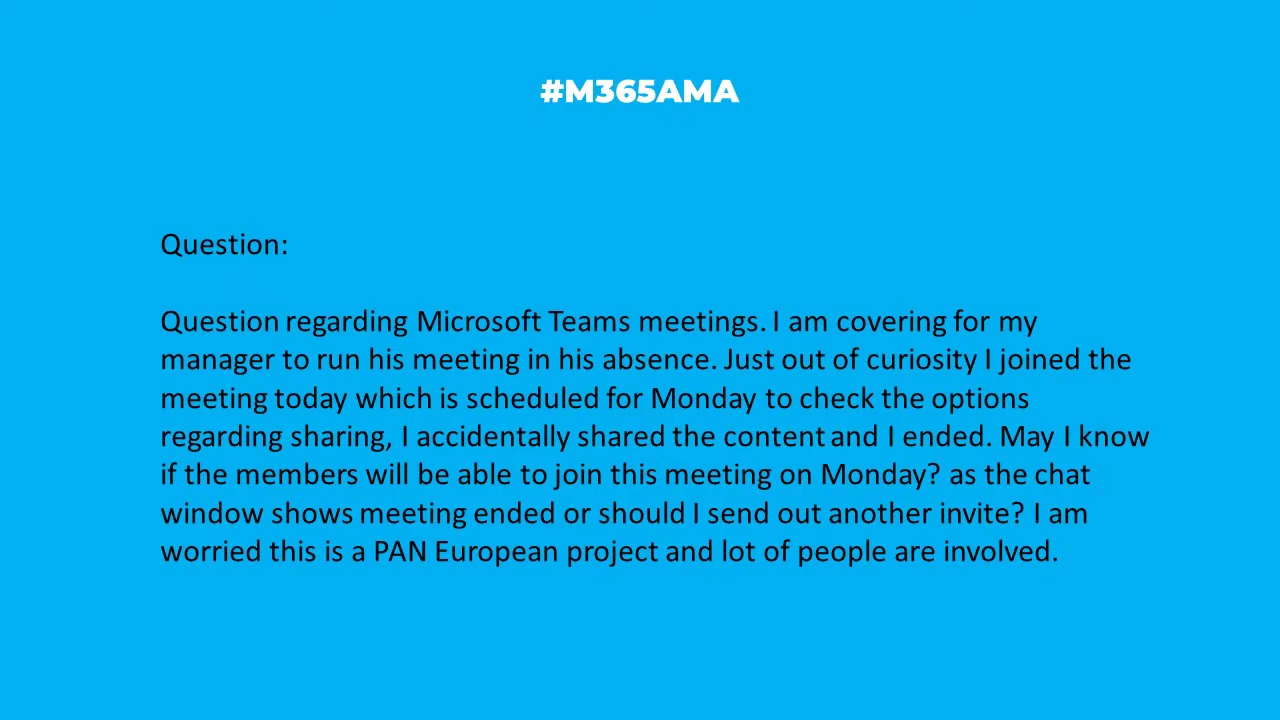 #M365AMA
Question:
Question regarding Microsoft Teams meetings. I am covering for my
manager to run his meeting in his absence. Just out of curiosity I joined the
meeting today which is scheduled for Monday to check the options
regarding sharing, I accidentally shared the content and I ended. May I know
if the members will be able to join this meeting on Monday? as the chat
window shows meeting ended or should I send out another invite? I am
worried this is a PAN European project and lot of people are involved.